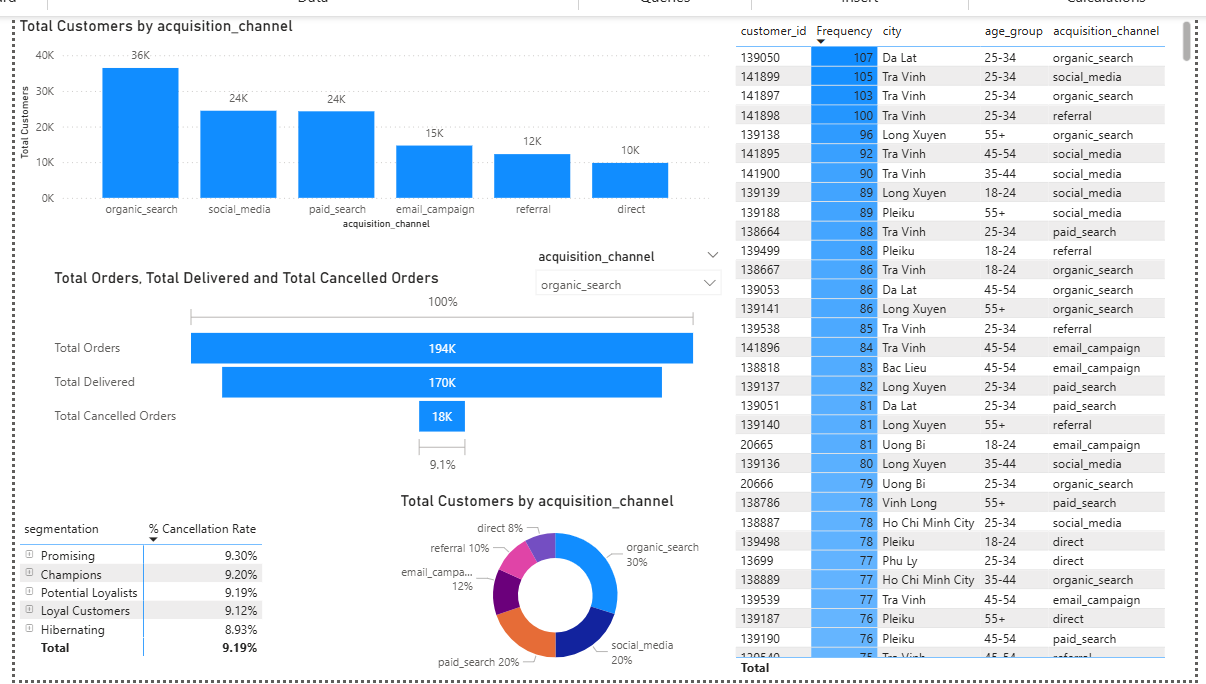 Total Customers by acquisition_channel
40K
30K
20K
10K
0K
Total Customers
36K
24K
24K
15K
12K
10K
organic_search
social_media
paid_search
email_campaign
referral
direct
acquisition_channel
acquisition_channel
organic_search
Total Orders, Total Delivered and Total Cancelled Orders
100%
Total Orders
194K
Total Delivered
170K
Total Cancelled Orders
18K
9.1%
segmentation % Cancellation Rate
Promising 9.30%
Champions 9.20%
Potential Loyalists 9.19%
Loyal Customers 9.12%
Hibernating 8.93%
Total 9.19%
Total Customers by acquisition_channel
direct 8%
referral 10%
email_campa...
12%
paid_search 20%
organic_search
30%
social_media
20%
customer_id Frequency city age_group acquisition_channel
139050 107 Da Lat 25-34 organic_search
141899 105 Tra Vinh 25-34 social_media
141897 103 Tra Vinh 25-34 organic_search
141898 100 Tra Vinh 25-34 referral
139138 96 Long Xuyen 55+ organic_search
141895 92 Tra Vinh 45-54 social_media
141900 90 Tra Vinh 35-44 social_media
139139 89 Long Xuyen 18-24 social_media
139188 89 Pleiku 55+ social_media
138664 88 Tra Vinh 25-34 paid_search
139499 88 Pleiku 18-24 referral
138667 86 Tra Vinh 18-24 organic_search
139053 86 Da Lat 45-54 organic_search
139141 86 Long Xuyen 55+ organic_search
139538 85 Tra Vinh 25-34 referral
141896 84 Tra Vinh 45-54 email_campaign
138818 83 Bac Lieu 45-54 email_campaign
139137 82 Long Xuyen 25-34 paid_search
139051 81 Da Lat 25-34 paid_search
139140 81 Long Xuyen 55+ referral
20665 81 Uong Bi 18-24 email_campaign
139136 80 Long Xuyen 35-44 social_media
20666 79 Uong Bi 25-34 organic_search
138786 78 Vinh Long 55+ paid_search
138887 78 Ho Chi Minh City 25-34 social_media
139498 78 Pleiku 18-24 direct
13699 77 Phu Ly 25-34 direct
138889 77 Ho Chi Minh City 35-44 organic_search
139539 77 Tra Vinh 45-54 email_campaign
139187 76 Pleiku 55+ direct
139190 76 Pleiku 45-54 paid_search
Total